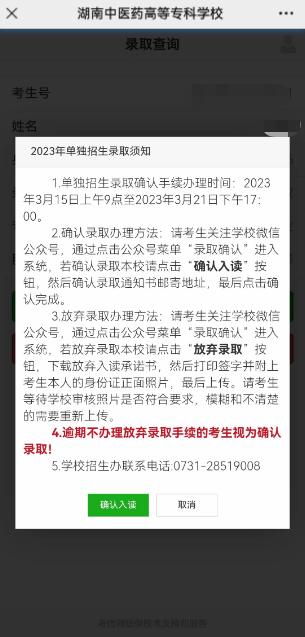 湖南中医药高等专科学校
录取查询
考生号
姓名
2023年单独招生录取须知
1.单独招生录取确认手续办理时间：2023
年3月15日上午9点至2023年3月21日下午17：
00。
2.确认录取办理方法：请考生关注学校微信
公众号，通过点击公众号菜单“录取确认”进入
系统，若确认录取本校请点击“确认入读”按
钮，然后确认录取通知书邮寄地址，最后点击确
认完成。
3.放弃录取办理方法：请考生关注学校微信
公众号，通过点击公众号菜单“录取确认”进入
系统，若放弃录取本校请点击“放弃录取”按
钮，下载放弃入读承诺书，然后打印签字并附上
考生本人的身份证正面照片，最后上传。请考生
等待学校审核照片是否符合要求，模糊和不清楚
的需要重新上传。
4.逾期不办理放弃录取手续的考生视为确认
录取！
5.学校招生办联系电话:0731-28519008
确认入读
取消